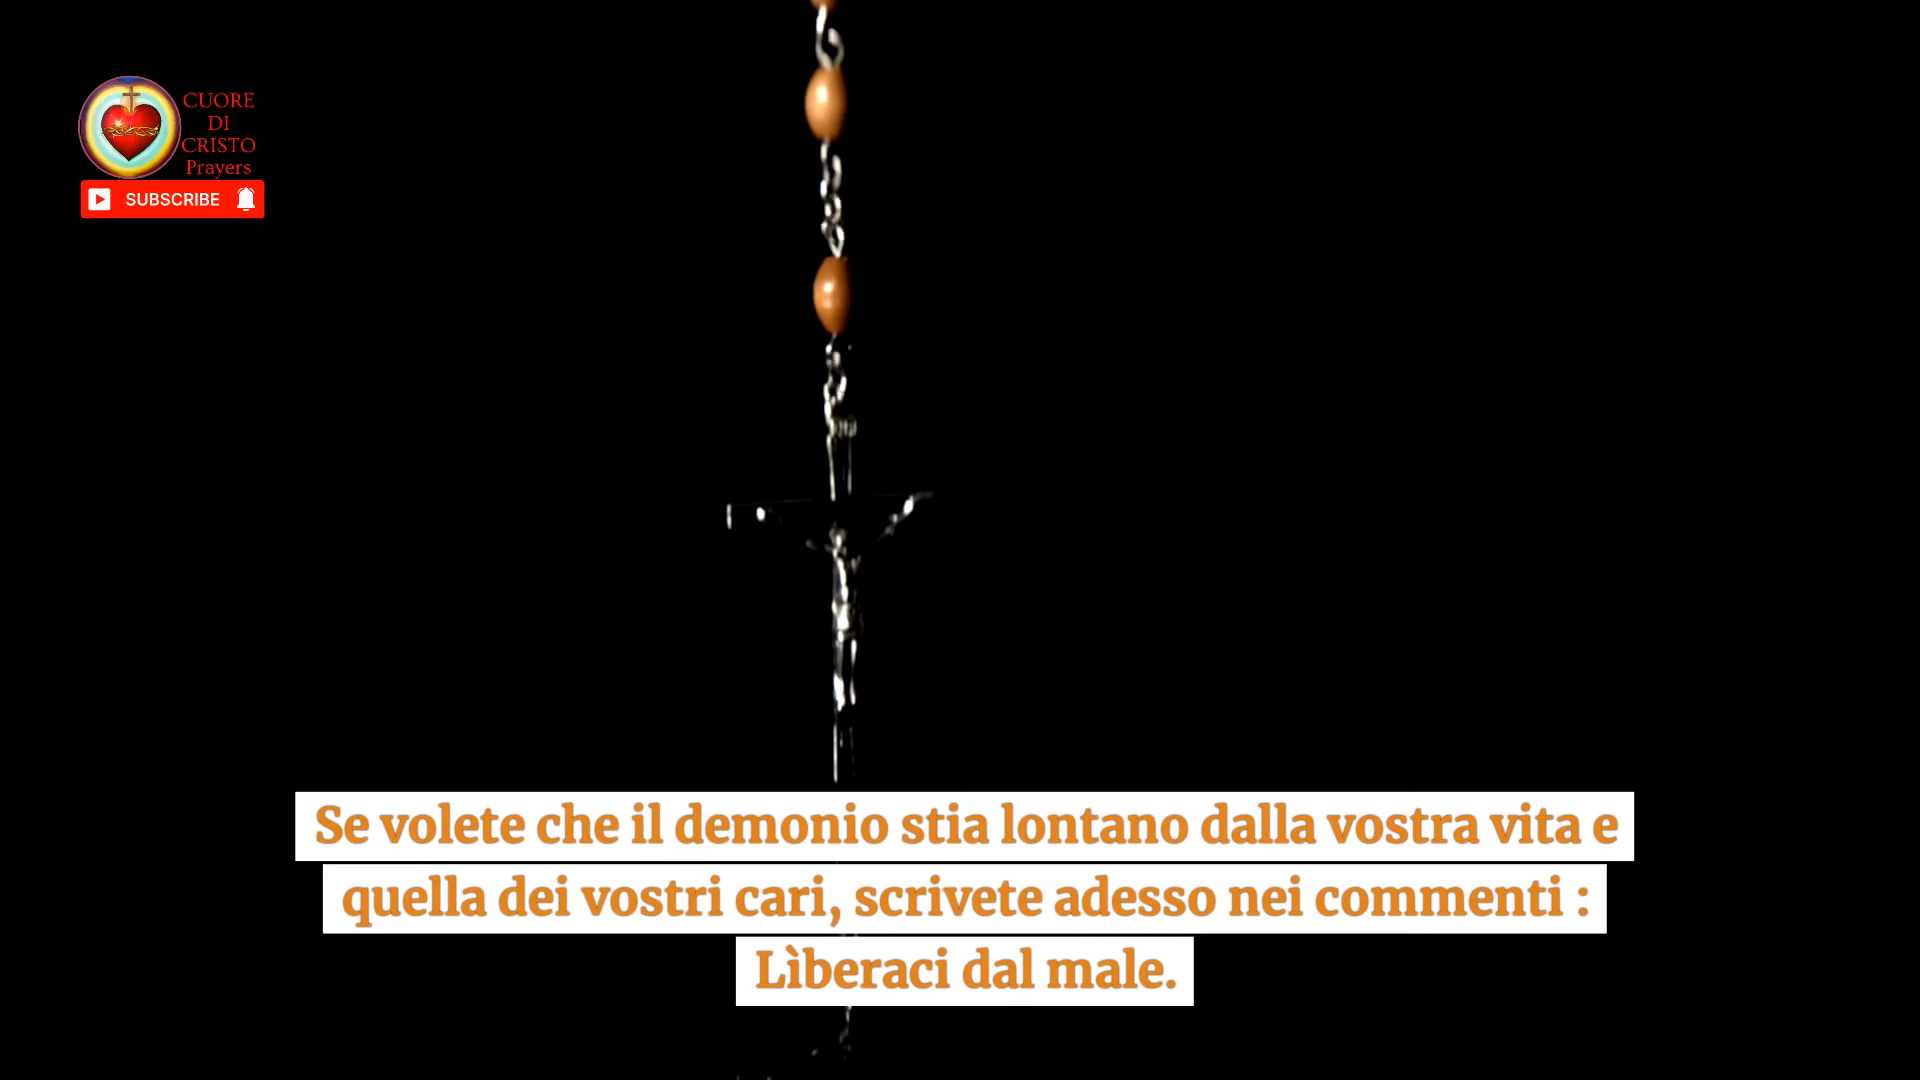 CUORE
DI
CRISTO
Prayers
SUBSCRIBE
Se volete che il demonio stia lontano dalla vostra vita e
quella dei vostri cari, scrivete adesso nei commenti :
Lìberaci dal male.